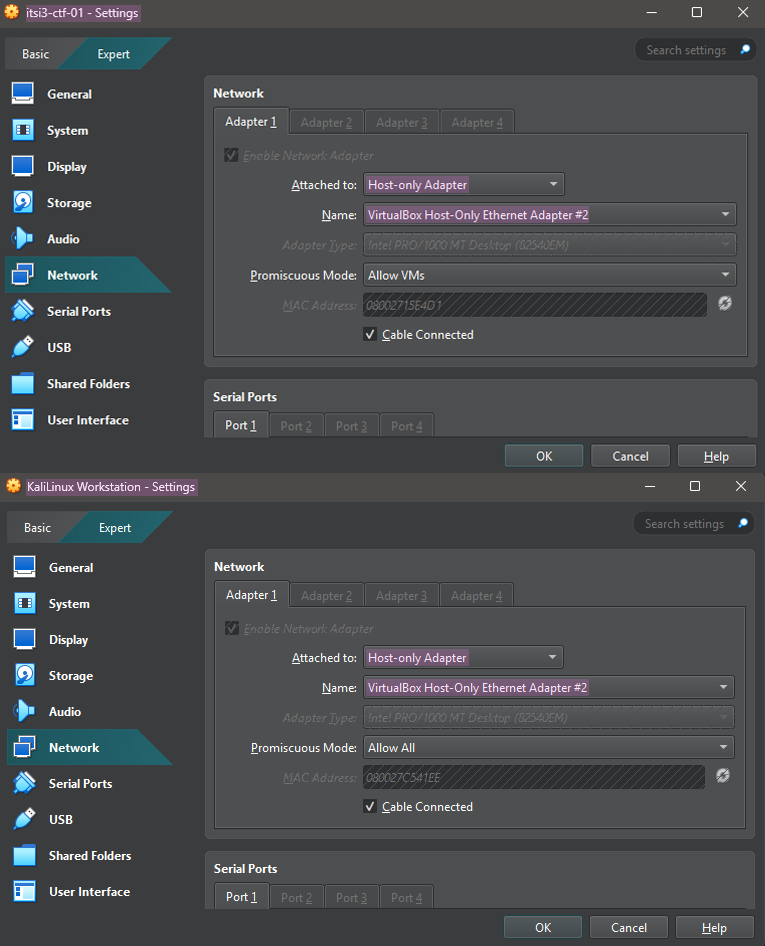 itsi3-ctf-01 - Settings
Basic Expert Search settings
General
System
Display
Storage
Audio
Network
Serial Ports
USB
Shared Folders
User Interface
Network
Adapter 1 Adapter 2 Adapter 3 Adapter 4
Enable Network Adapter
Attached to: Host-only Adapter
Name: VirtualBox Host-Only Ethernet Adapter #2
Adapter Type: Intel PRO/1000 MT Desktop (82540EM)
Promiscuous Mode: Allow VMs
MAC Address: 08002715E4D1
Cable Connected
Serial Ports
Port 1 Port 2 Port 3 Port 4
OK Cancel Help
KaliLinux Workstation - Settings
Basic Expert Search settings
General
System
Display
Storage
Audio
Network
Serial Ports
USB
Shared Folders
User Interface
Network
Adapter 1 Adapter 2 Adapter 3 Adapter 4
Enable Network Adapter
Attached to: Host-only Adapter
Name: VirtualBox Host-Only Ethernet Adapter #2
Adapter Type: Intel PRO/1000 MT Desktop (82540EM)
Promiscuous Mode: Allow All
MAC Address: 080027C541EE
Cable Connected
Serial Ports
Port 1 Port 2 Port 3 Port 4
OK Cancel Help